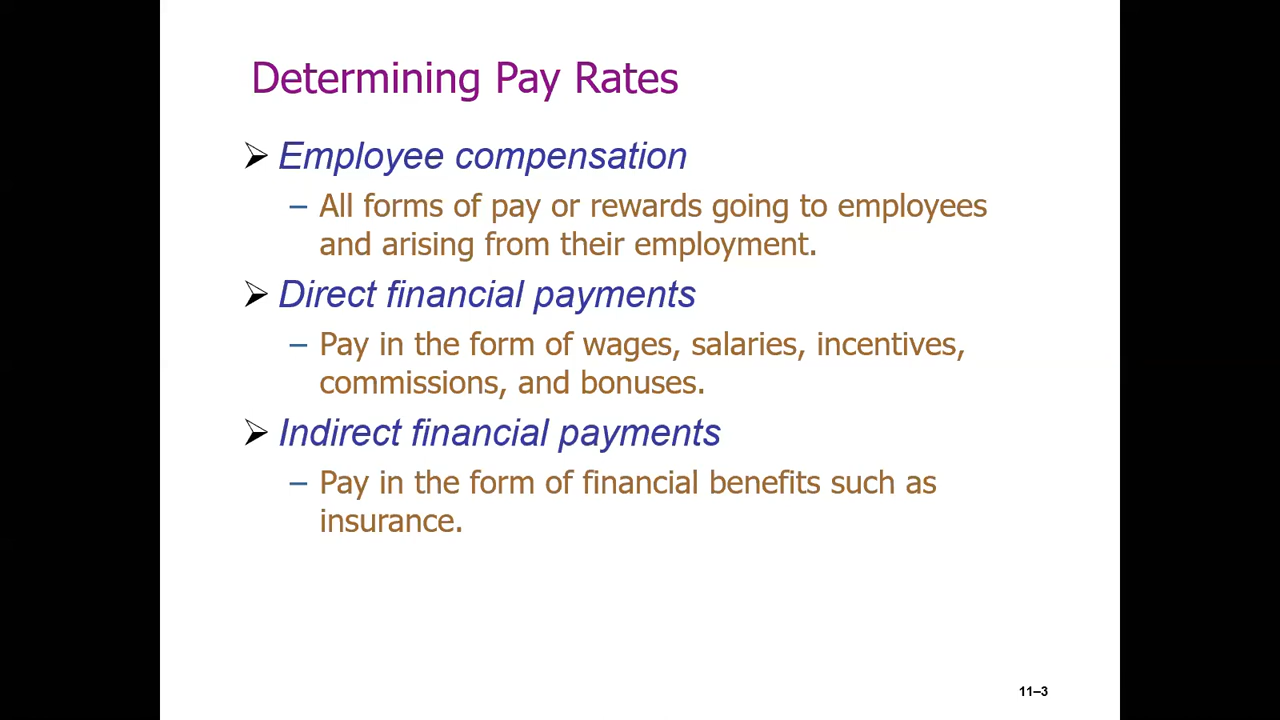 Determining Pay Rates
➢ Employee compensation
– All forms of pay or rewards going to employees
and arising from their employment.
➢ Direct financial payments
– Pay in the form of wages, salaries, incentives,
commissions, and bonuses.
➢ Indirect financial payments
– Pay in the form of financial benefits such as
insurance.
11–3